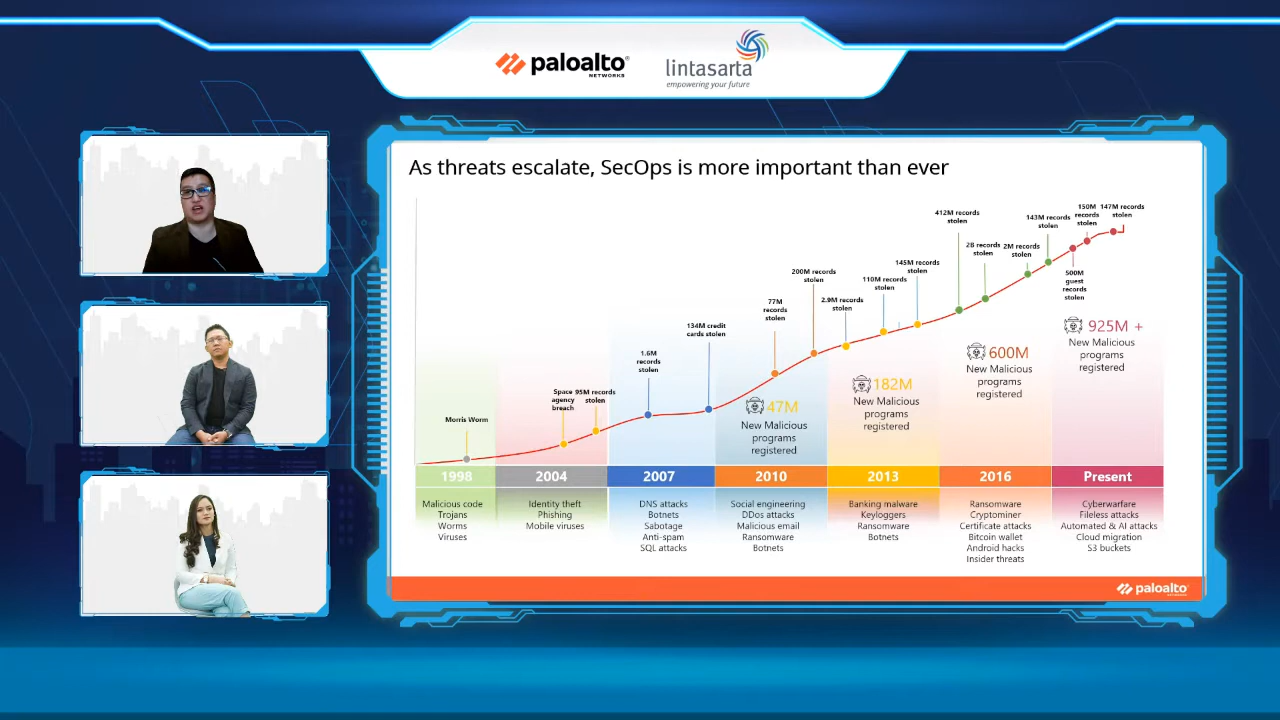 paloalto
NETWORKS
lintasarta
empowering your future
As threats escalate, SecOps is more important than ever
Morris Worm
Space
agency
breach
95M records
stolen
1.6M
records
stolen
134M credit
cards stolen
77M
records
stolen
200M records
stolen
2.9M records
stolen
110M records
stolen
145M records
stolen
412M records
stolen
2B records
stolen
2M records
stolen
143M records
stolen
150M
records
stolen
147M records
stolen
500M
guest
records
stolen
47M
New Malicious
programs
registered
182M
New Malicious
programs
registered
600M
New Malicious
programs
registered
925M +
New Malicious
programs
registered
1998
Malicious code
Trojans
Worms
Viruses
2004
Identity theft
Phishing
Mobile viruses
2007
DNS attacks
Botnets
Sabotage
Anti-spam
SQL attacks
2010
Social engineering
DDos attacks
Malicious email
Ransomware
Botnets
2013
Banking malware
Keyloggers
Ransomware
Botnets
2016
Ransomware
Cryptominer
Certificate attacks
Bitcoin wallet
Android hacks
Insider threats
Present
Cyberwarfare
Fileless attacks
Automated & AI attacks
Cloud migration
S3 buckets
paloalto
NETWORKS